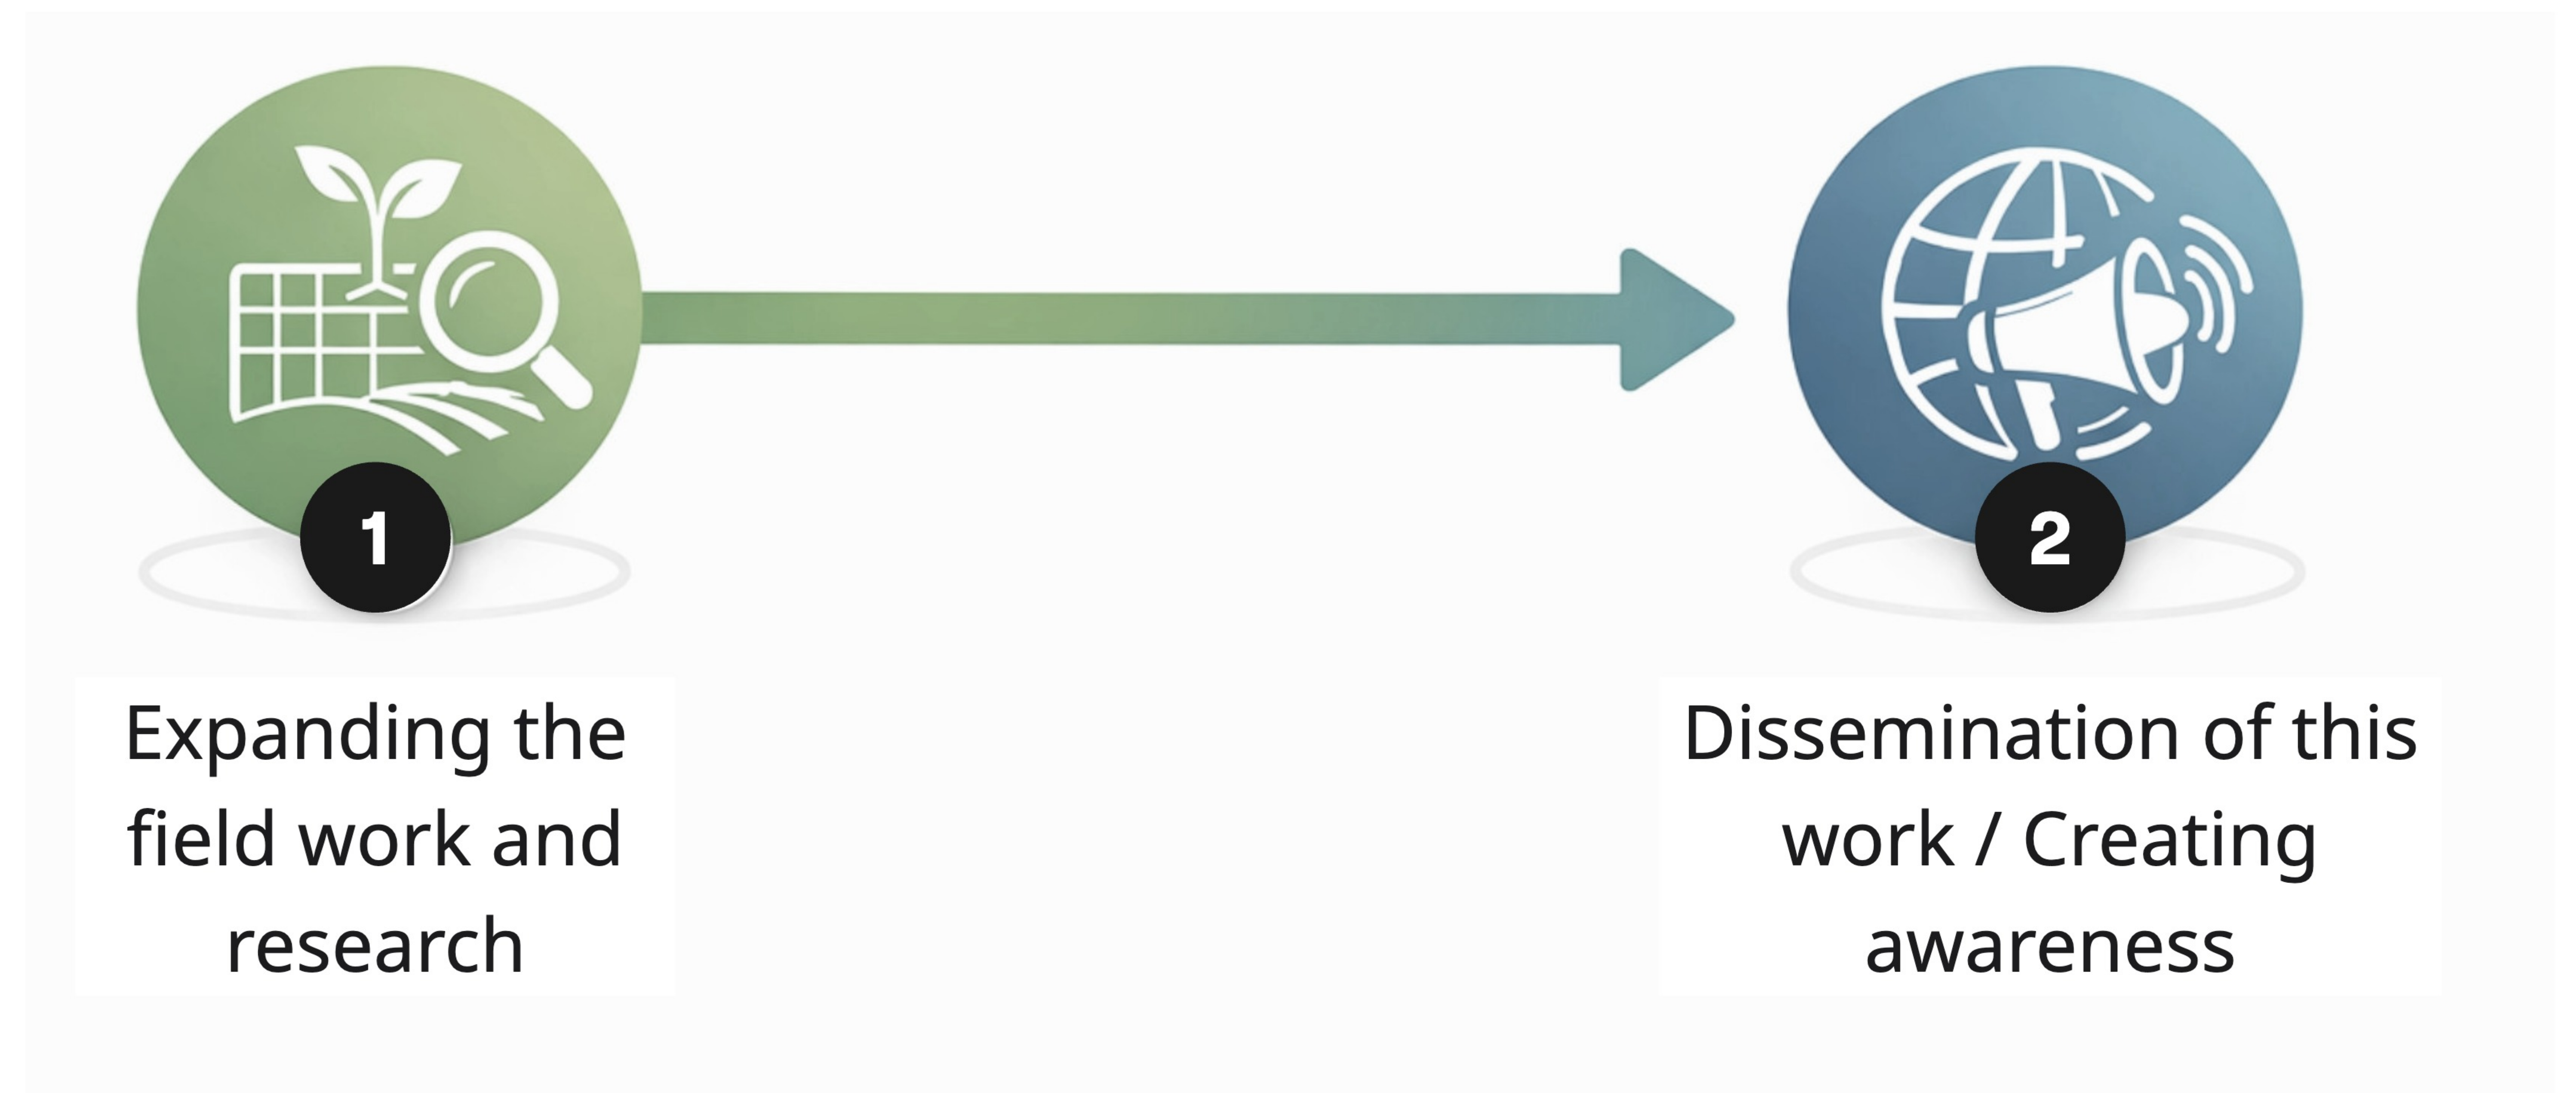 1
Expanding the
field work and
research
2
Dissemination of this
work / Creating
awareness